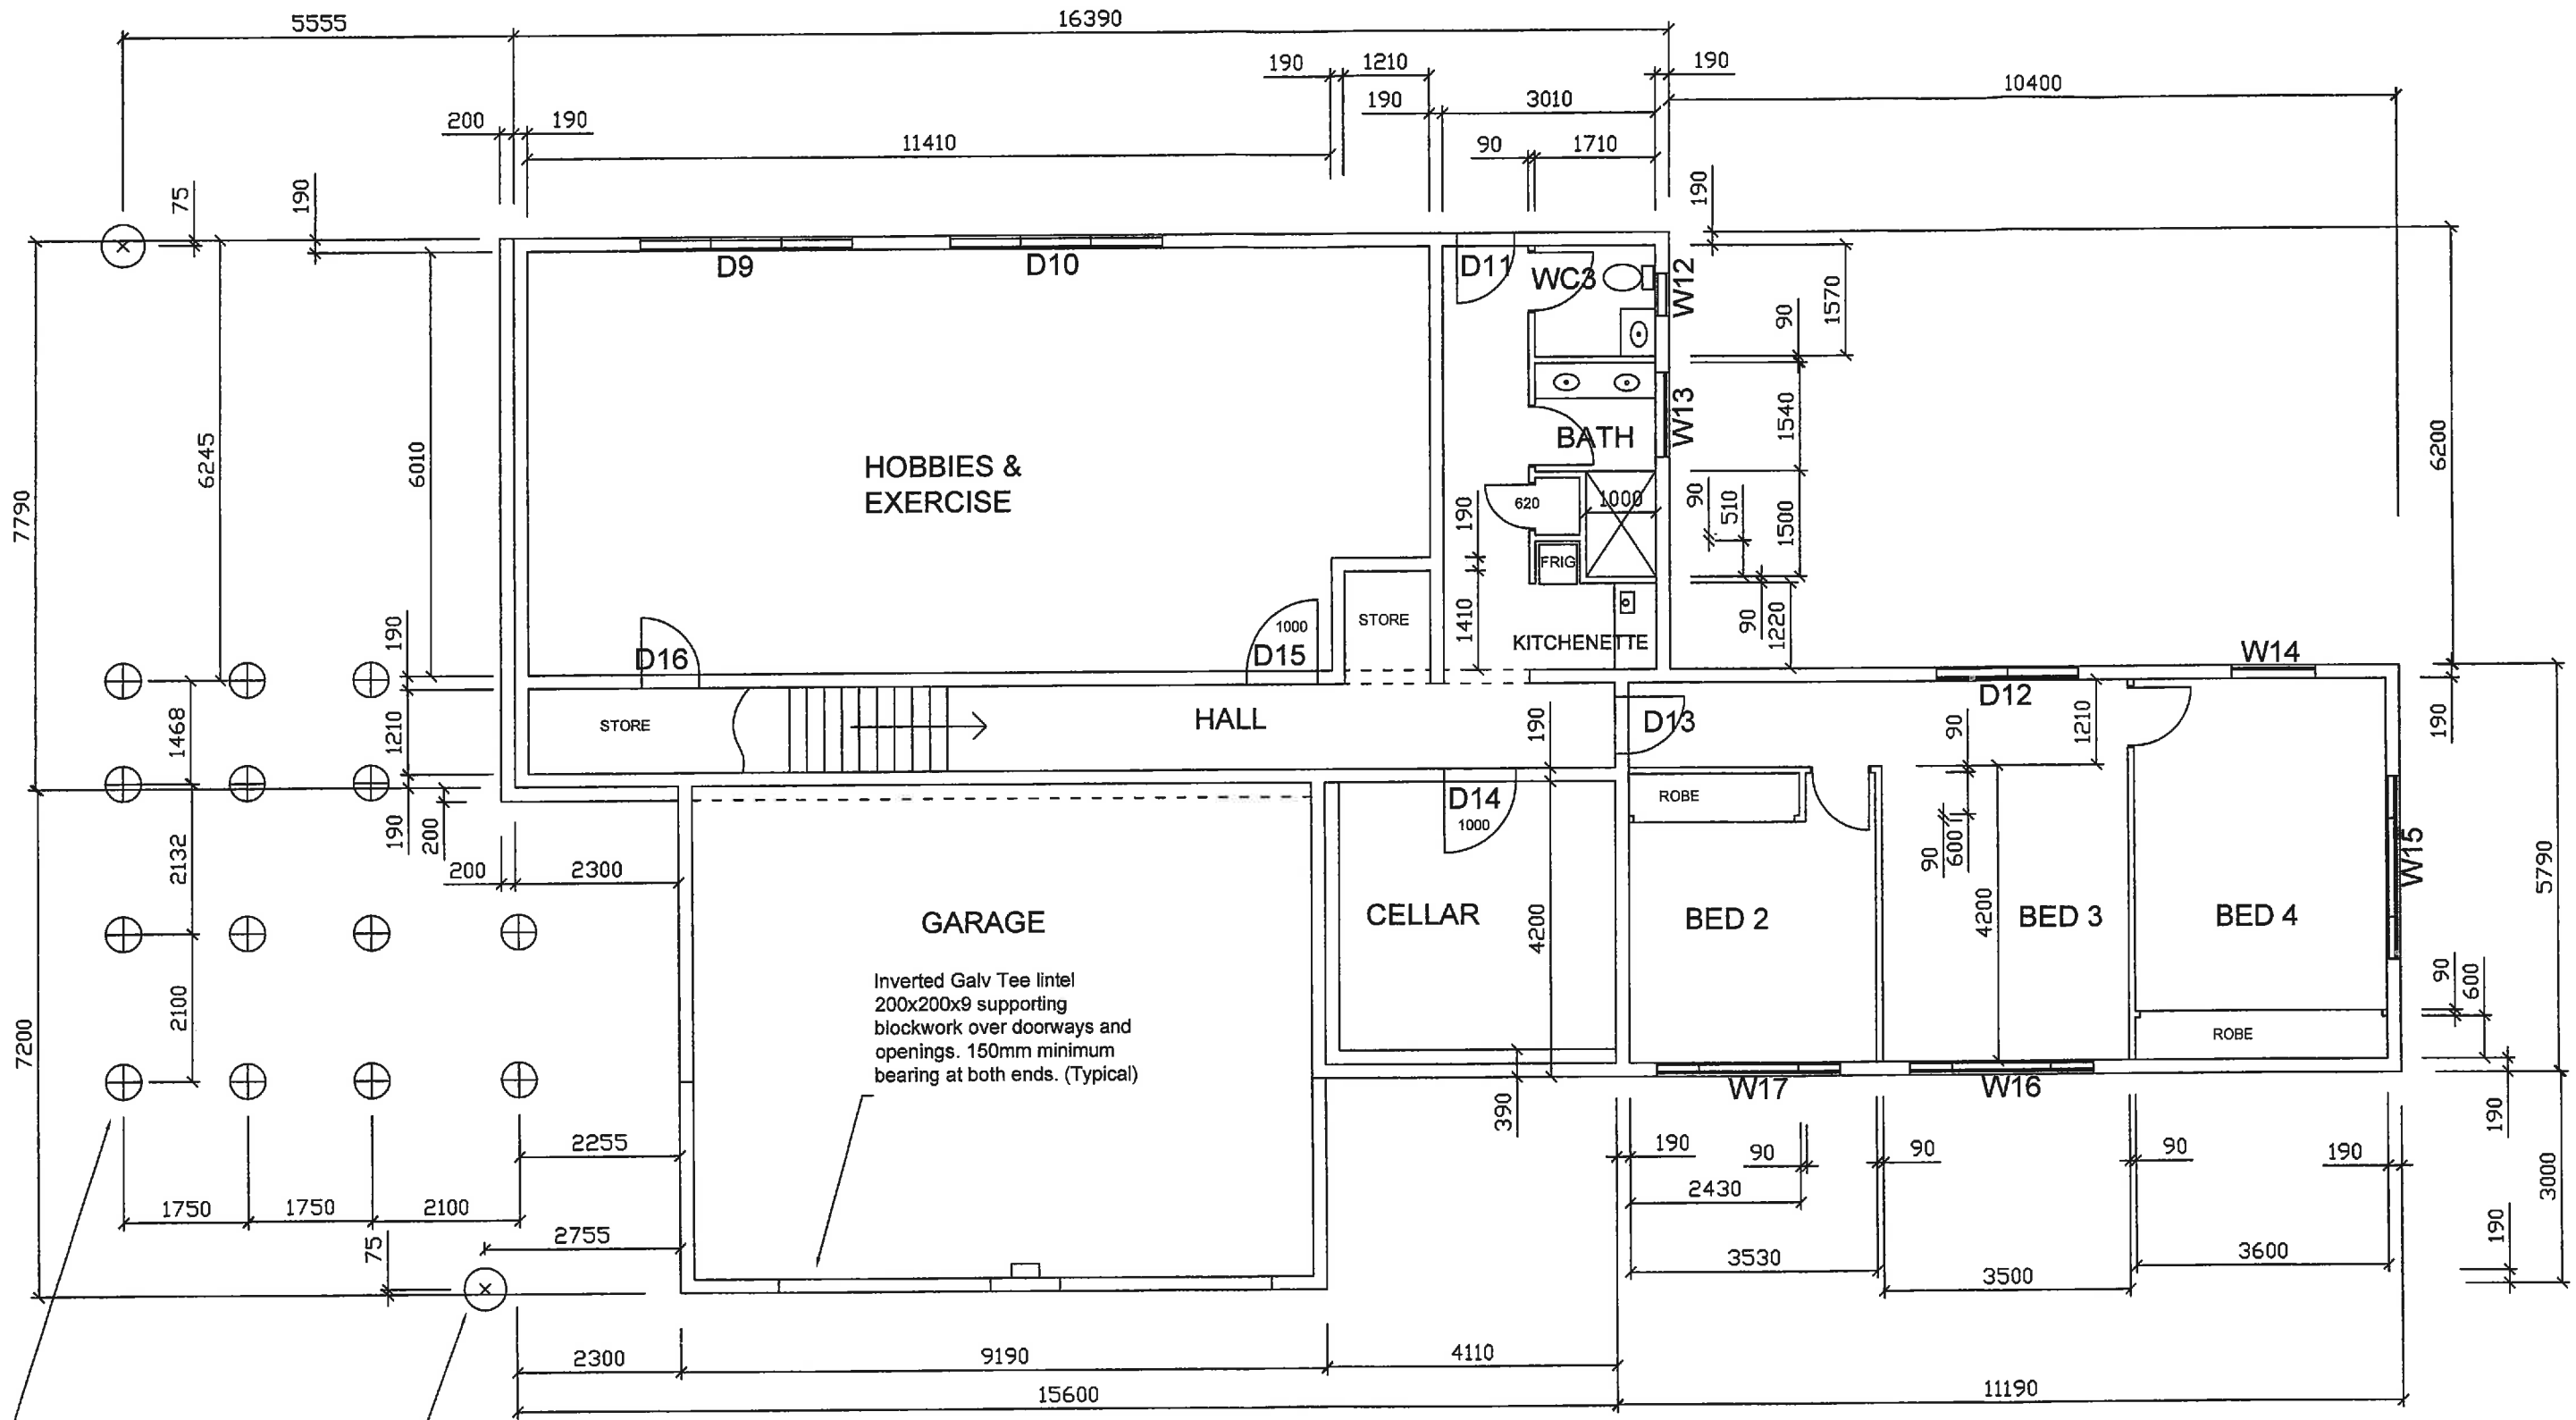 5555
16390
190
1210
190
10400
190
3010
200
190
11410
90
1710
75
190
190
D9
D10
D11
WC3
W12
1570
90
7790
6245
6010
HOBBIES &
EXERCISE
BATH
W13
1540
6200
620
1000
190
90
510
1500
FRIG
1410
190
STORE
1000
KITCHENETTE
90
1220
D16
D15
W14
D12
1468
1210
STORE
HALL
190
D13
90
1210
190
D14
1000
ROBE
190
200
2132
200
2300
90
600
W15
5790
GARAGE
CELLAR
4200
BED 2
4200
BED 3
BED 4
Inverted Galv Tee lintel
200x200x9 supporting
blockwork over doorways and
openings. 150mm minimum
bearing at both ends. (Typical)
2100
7200
90
600
ROBE
W17
W16
390
190
2255
190
90
90
90
190
3000
2430
1750
1750
2100
2755
75
190
3530
3500
3600
2300
9190
4110
15600
11190